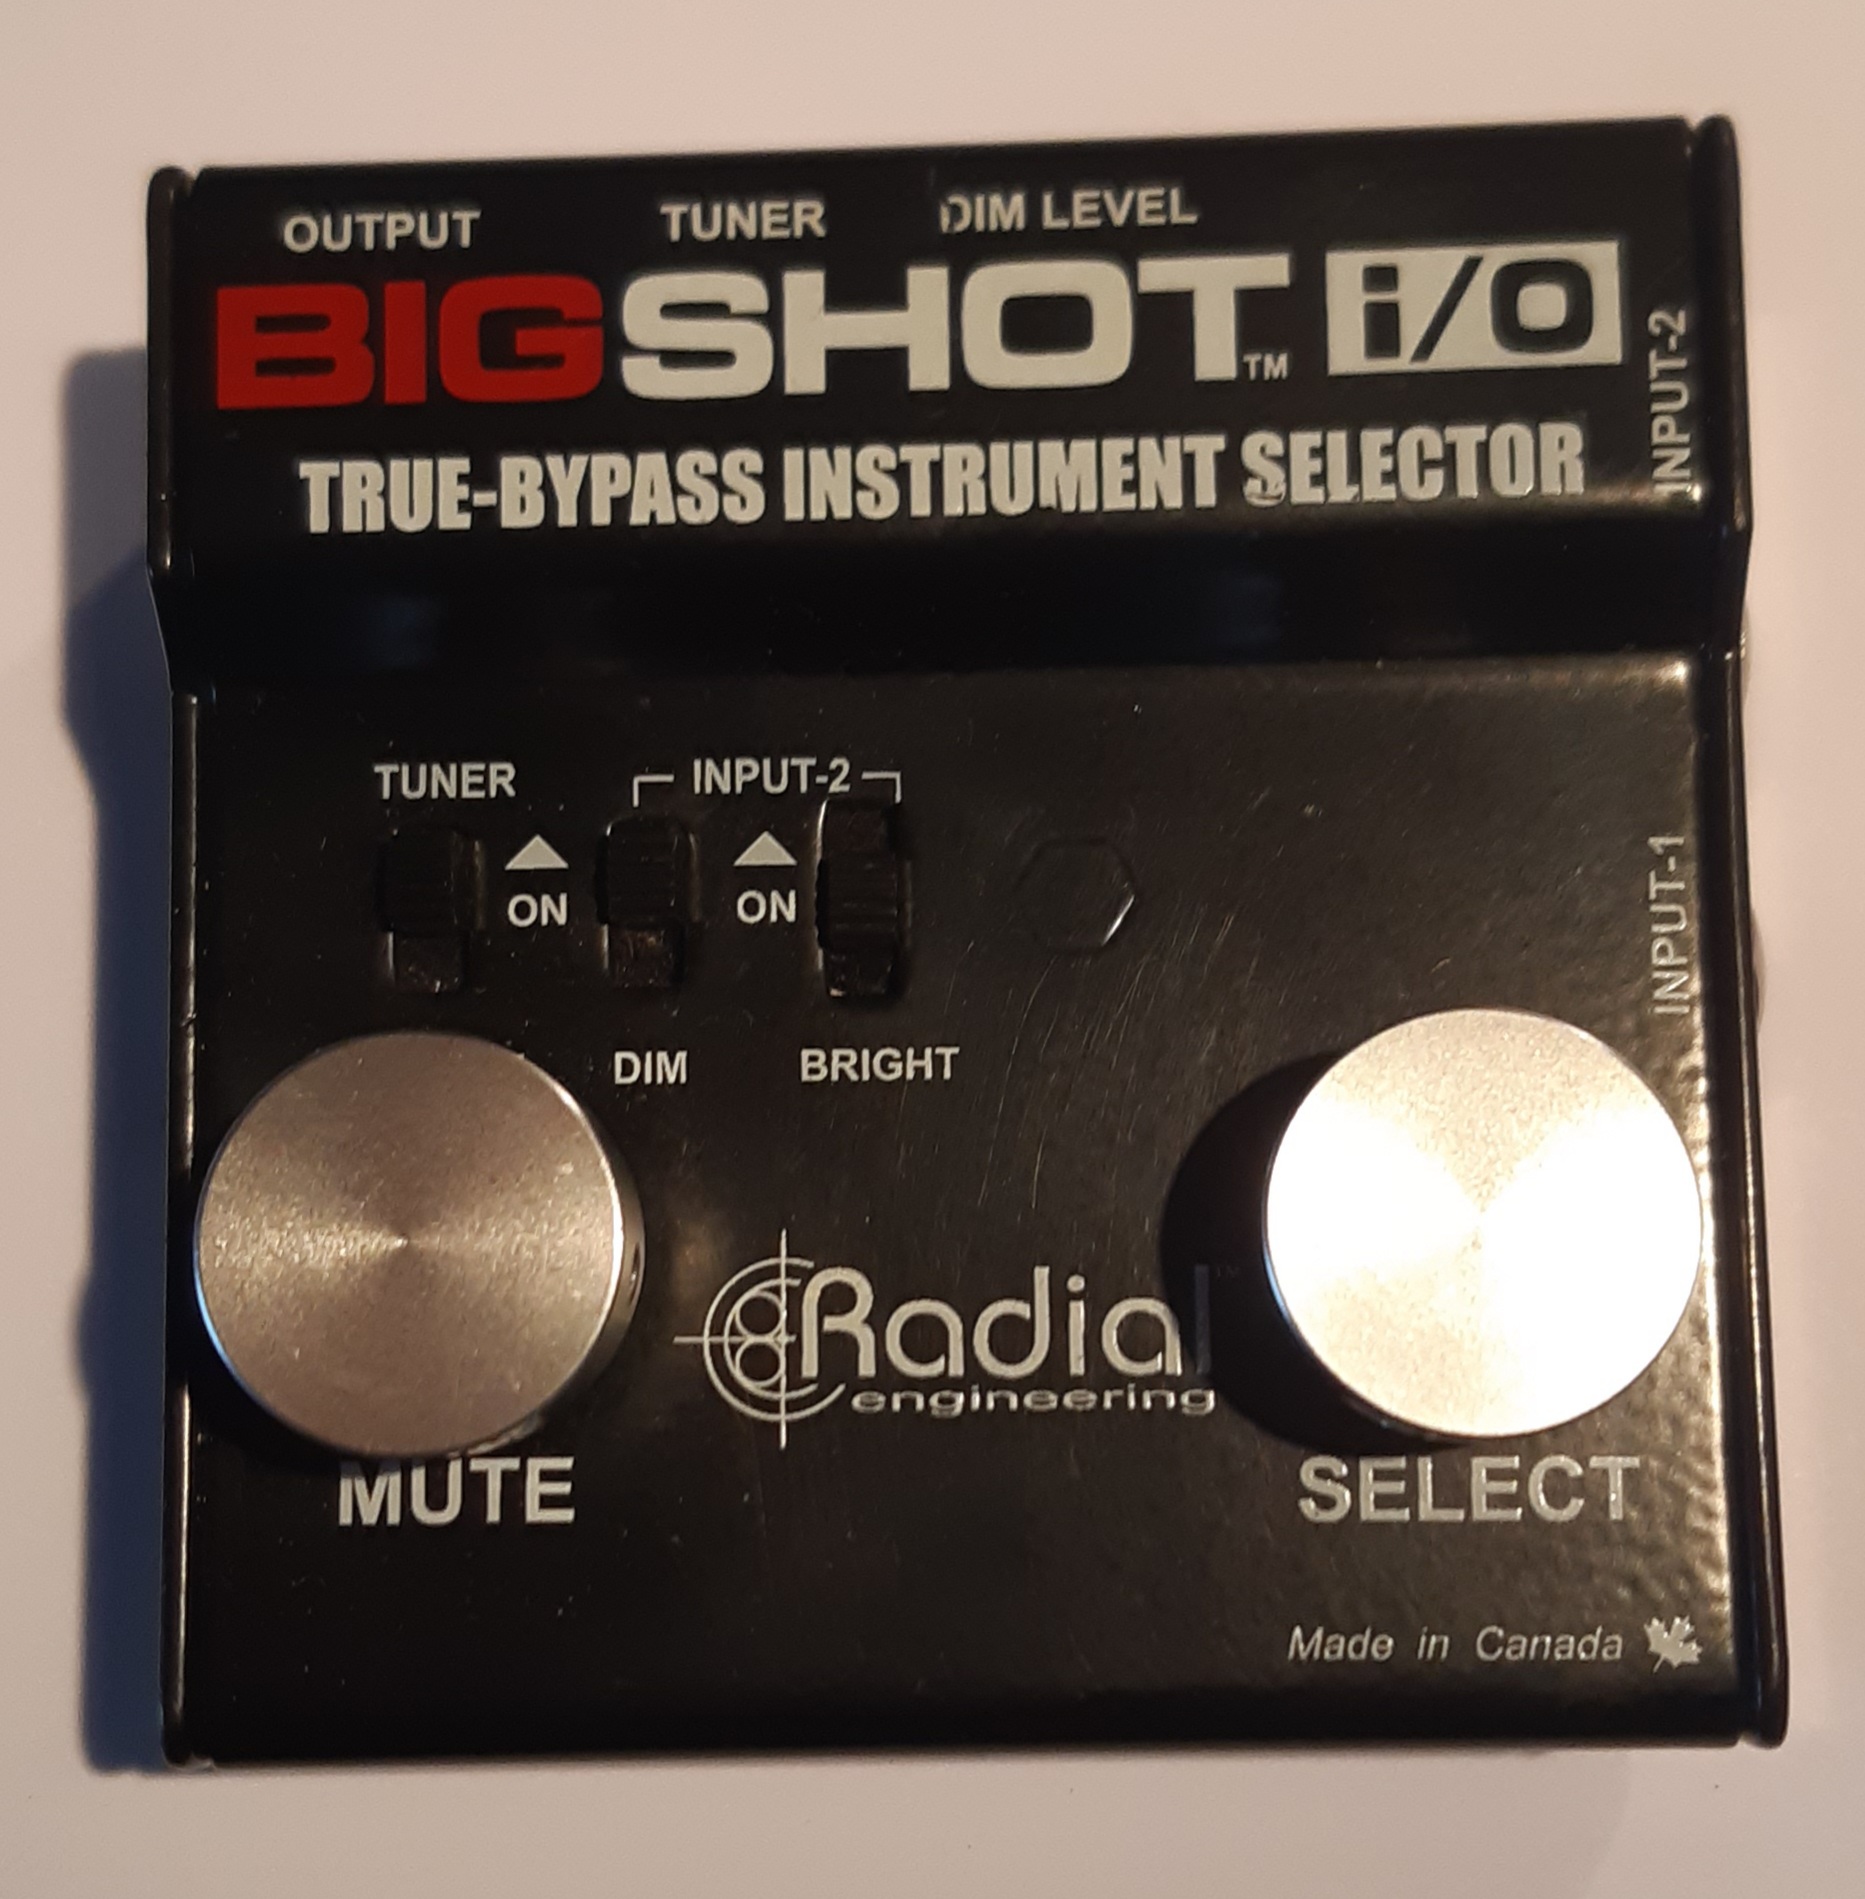 OUTPUT TUNER DIM LEVEL
BIGSHOT™ i/o
INPUT-2
TRUE-BYPASS INSTRUMENT SELECTOR
TUNER INPUT-2
ON ON
INPUT-1
DIM BRIGHT
Radial™
engineering
MUTE SELECT
Made in Canada